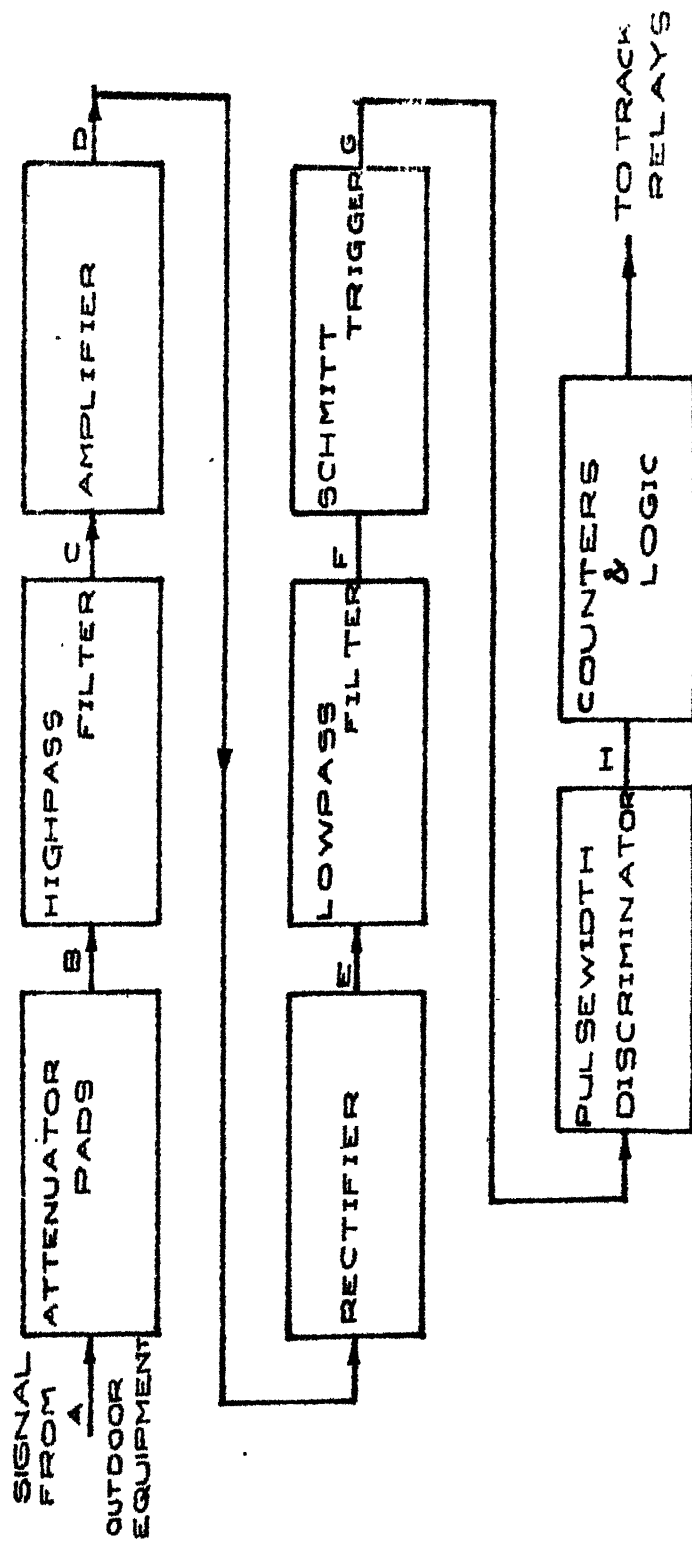 SIGNAL
FROM
A
OUTDOOR
EQUIPMENT
ATTENUATOR
PADS
B
HIGHPASS
FILTER
C
AMPLIFIER
D
RECTIFIER
E
LOWPASS
FILTER
F
SCHMITT
TRIGGER
G
PULSEWIDTH
DISCRIMINATOR
H
COUNTERS
&
LOGIC
TO TRACK
RELAYS